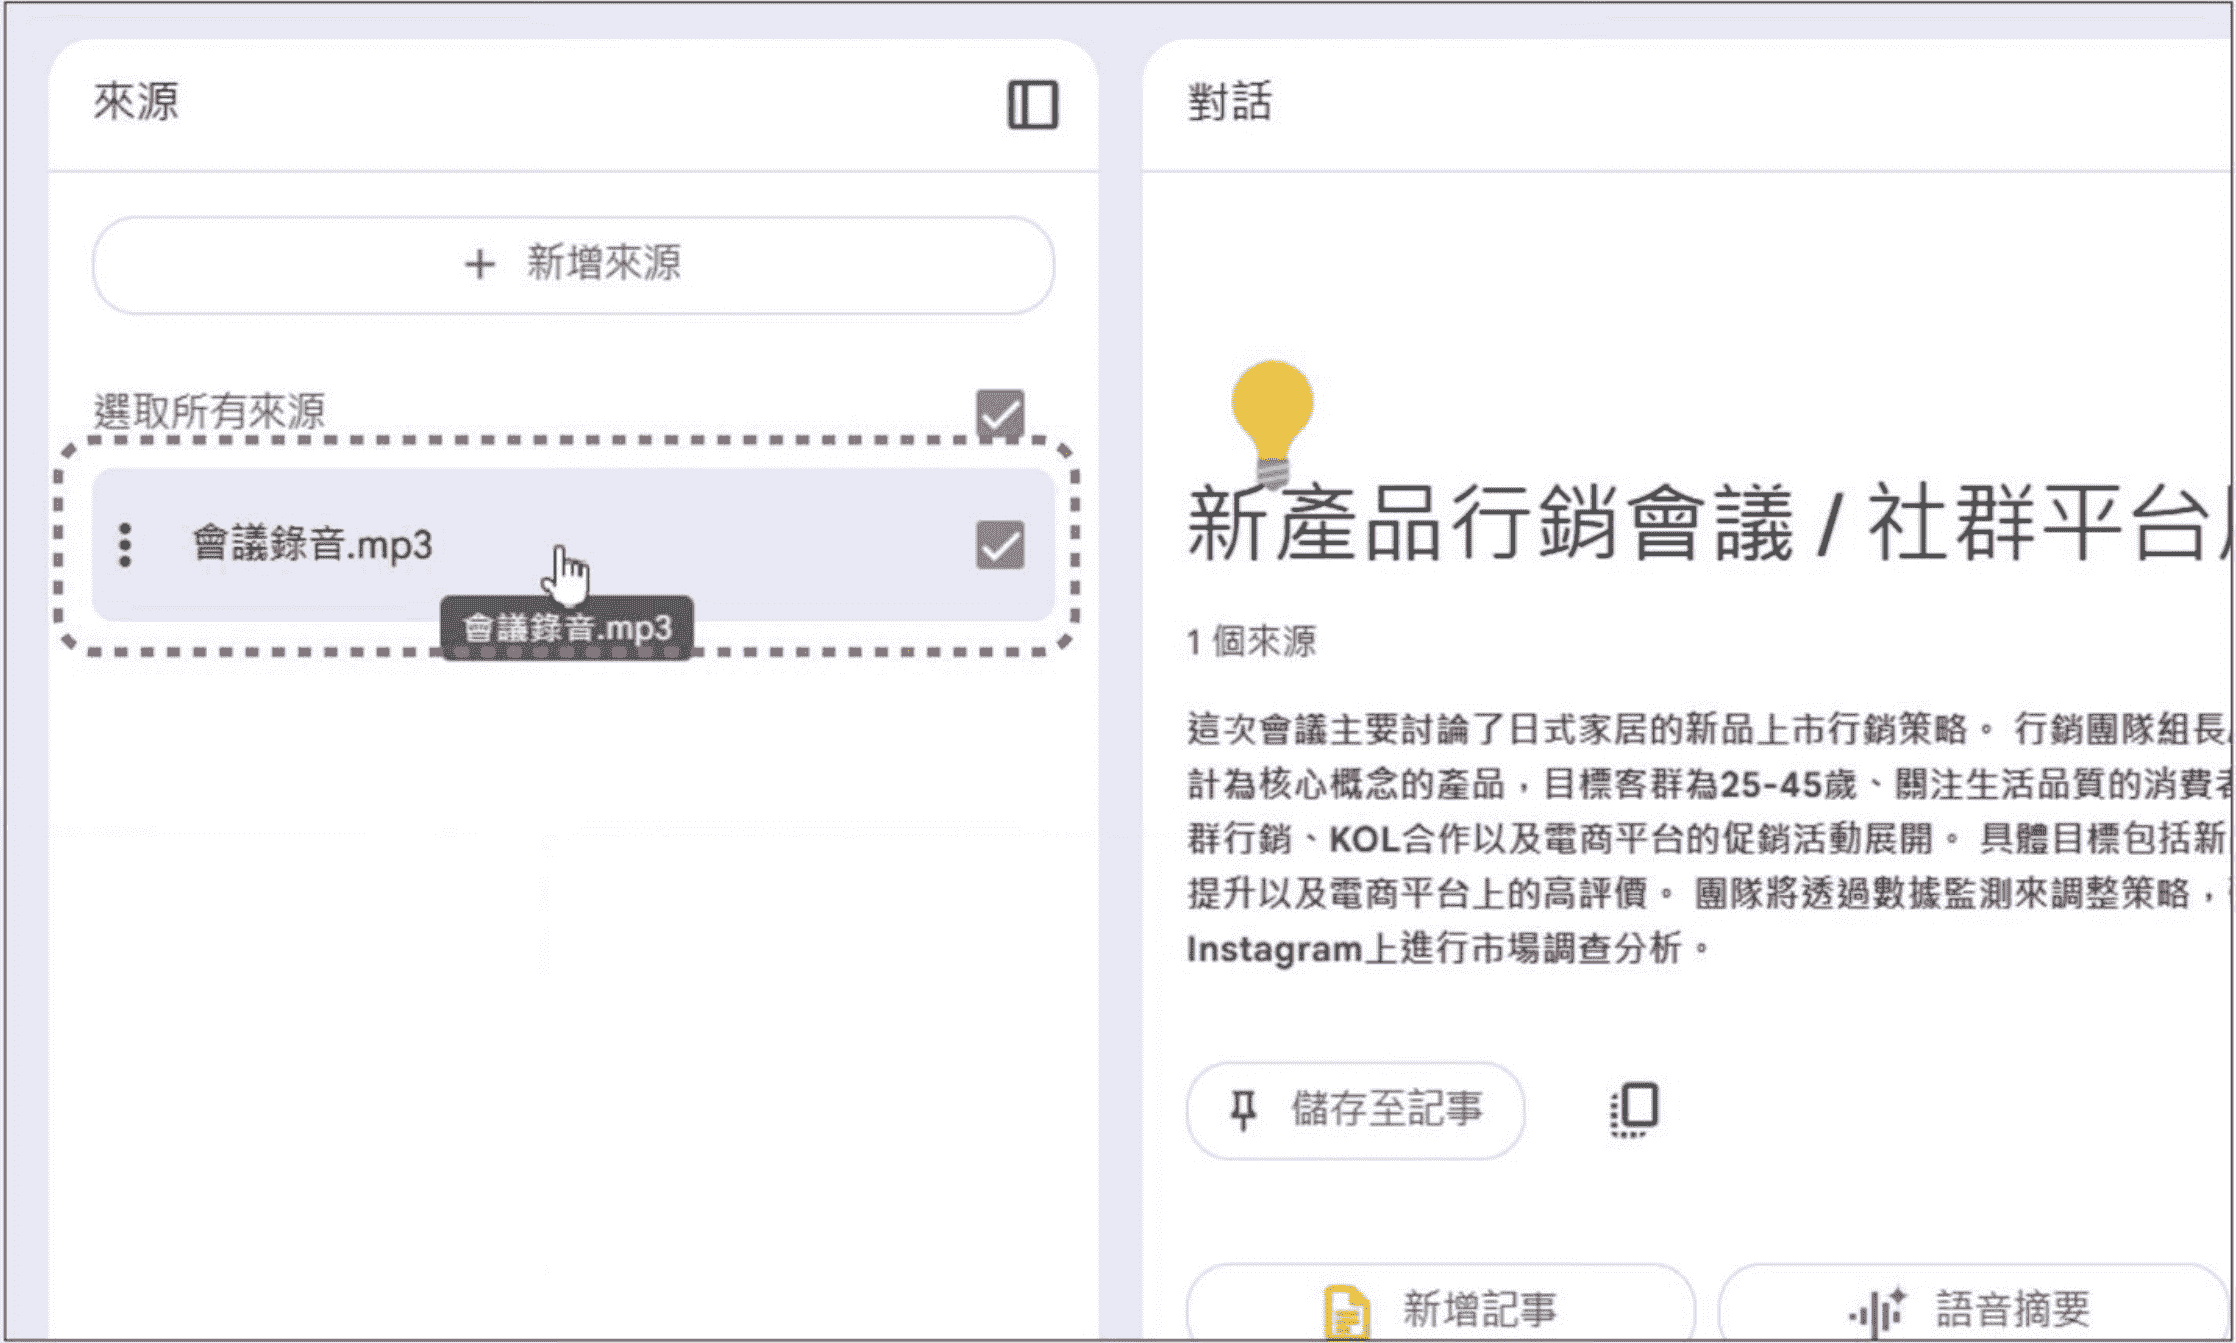 來源
新增來源
選取所有來源
會議錄音.mp3
會議錄音.mp3
對話
新產品行銷會議 / 社群平台
1 個來源
這次會議主要討論了日式家居的新品上市行銷策略。 行銷團隊組長
計為核心概念的產品，目標客群為25-45歲、關注生活品質的消費者
群行銷、KOL合作以及電商平台的促銷活動展開。 具體目標包括新
提升以及電商平台上的高評價。 團隊將透過數據監測來調整策略，
Instagram上進行市場調查分析。
儲存至記事
新增記事
語音摘要